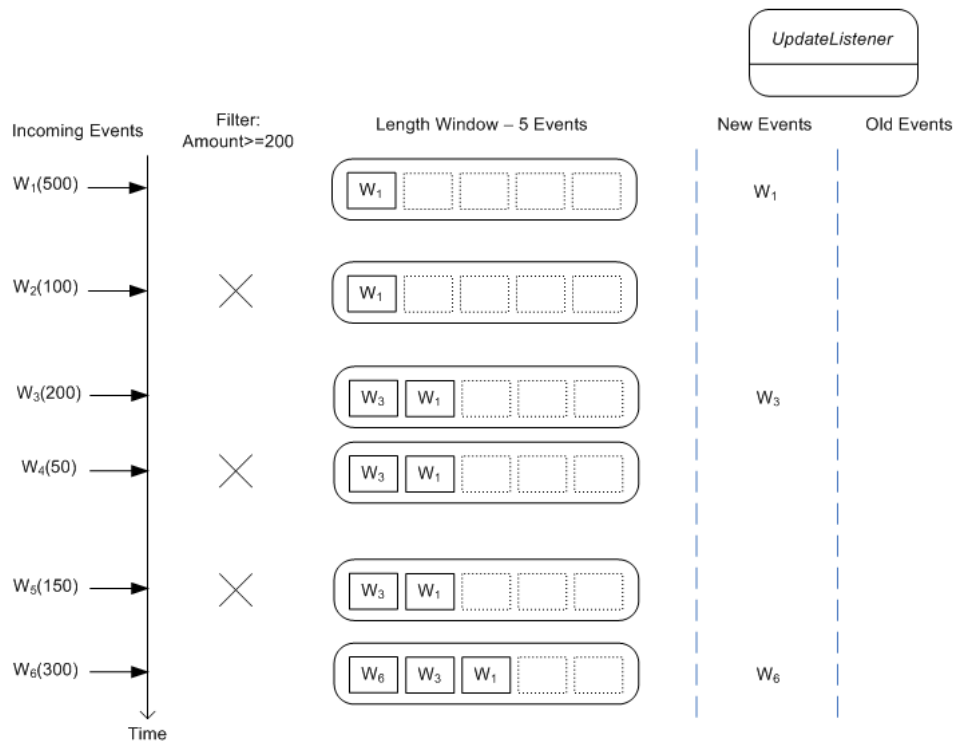 UpdateListener
Incoming Events
Filter:
Amount>=200
Length Window – 5 Events
New Events
Old Events
W₁(500)
W₁
W₁
W₂(100)
W₁
W₃(200)
W₃ W₁
W₃
W₄(50)
W₃ W₁
W₅(150)
W₃ W₁
W₆(300)
W₆ W₃ W₁
W₆
Time